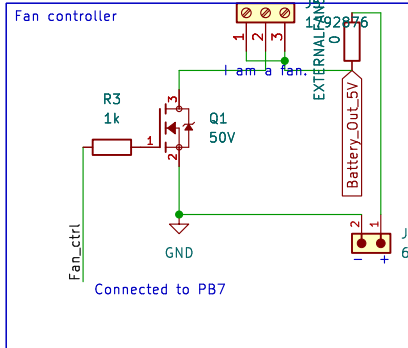 Fan controller
J
1792876
1
2
3
I am a fan.
EXTERNALFAN
0
Battery_Out_5V
R3
1k
3
1
2
Q1
50V
Fan_ctrl
GND
2
1
J
6
- +
Connected to PB7